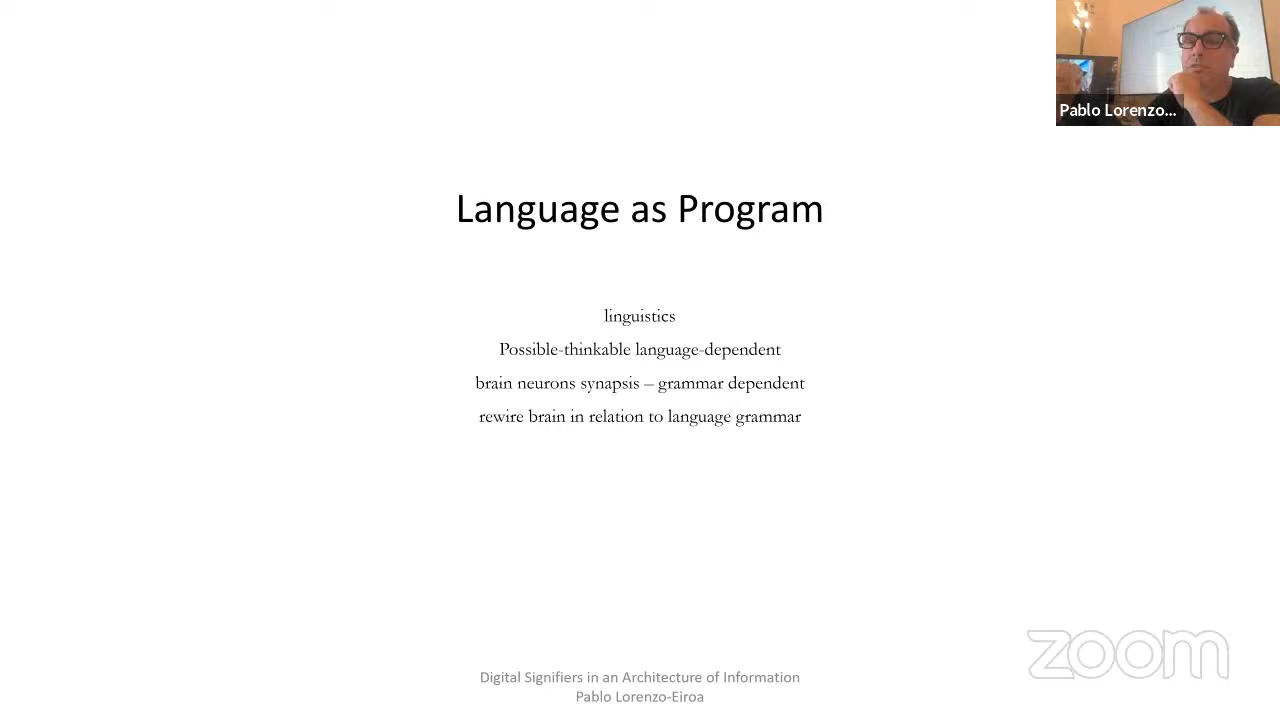 Pablo Lorenzo...
Language as Program
linguistics
Possible-thinkable language-dependent
brain neurons synapsis – grammar dependent
rewire brain in relation to language grammar
zoom
Digital Signifiers in an Architecture of Information
Pablo Lorenzo-Eiroa